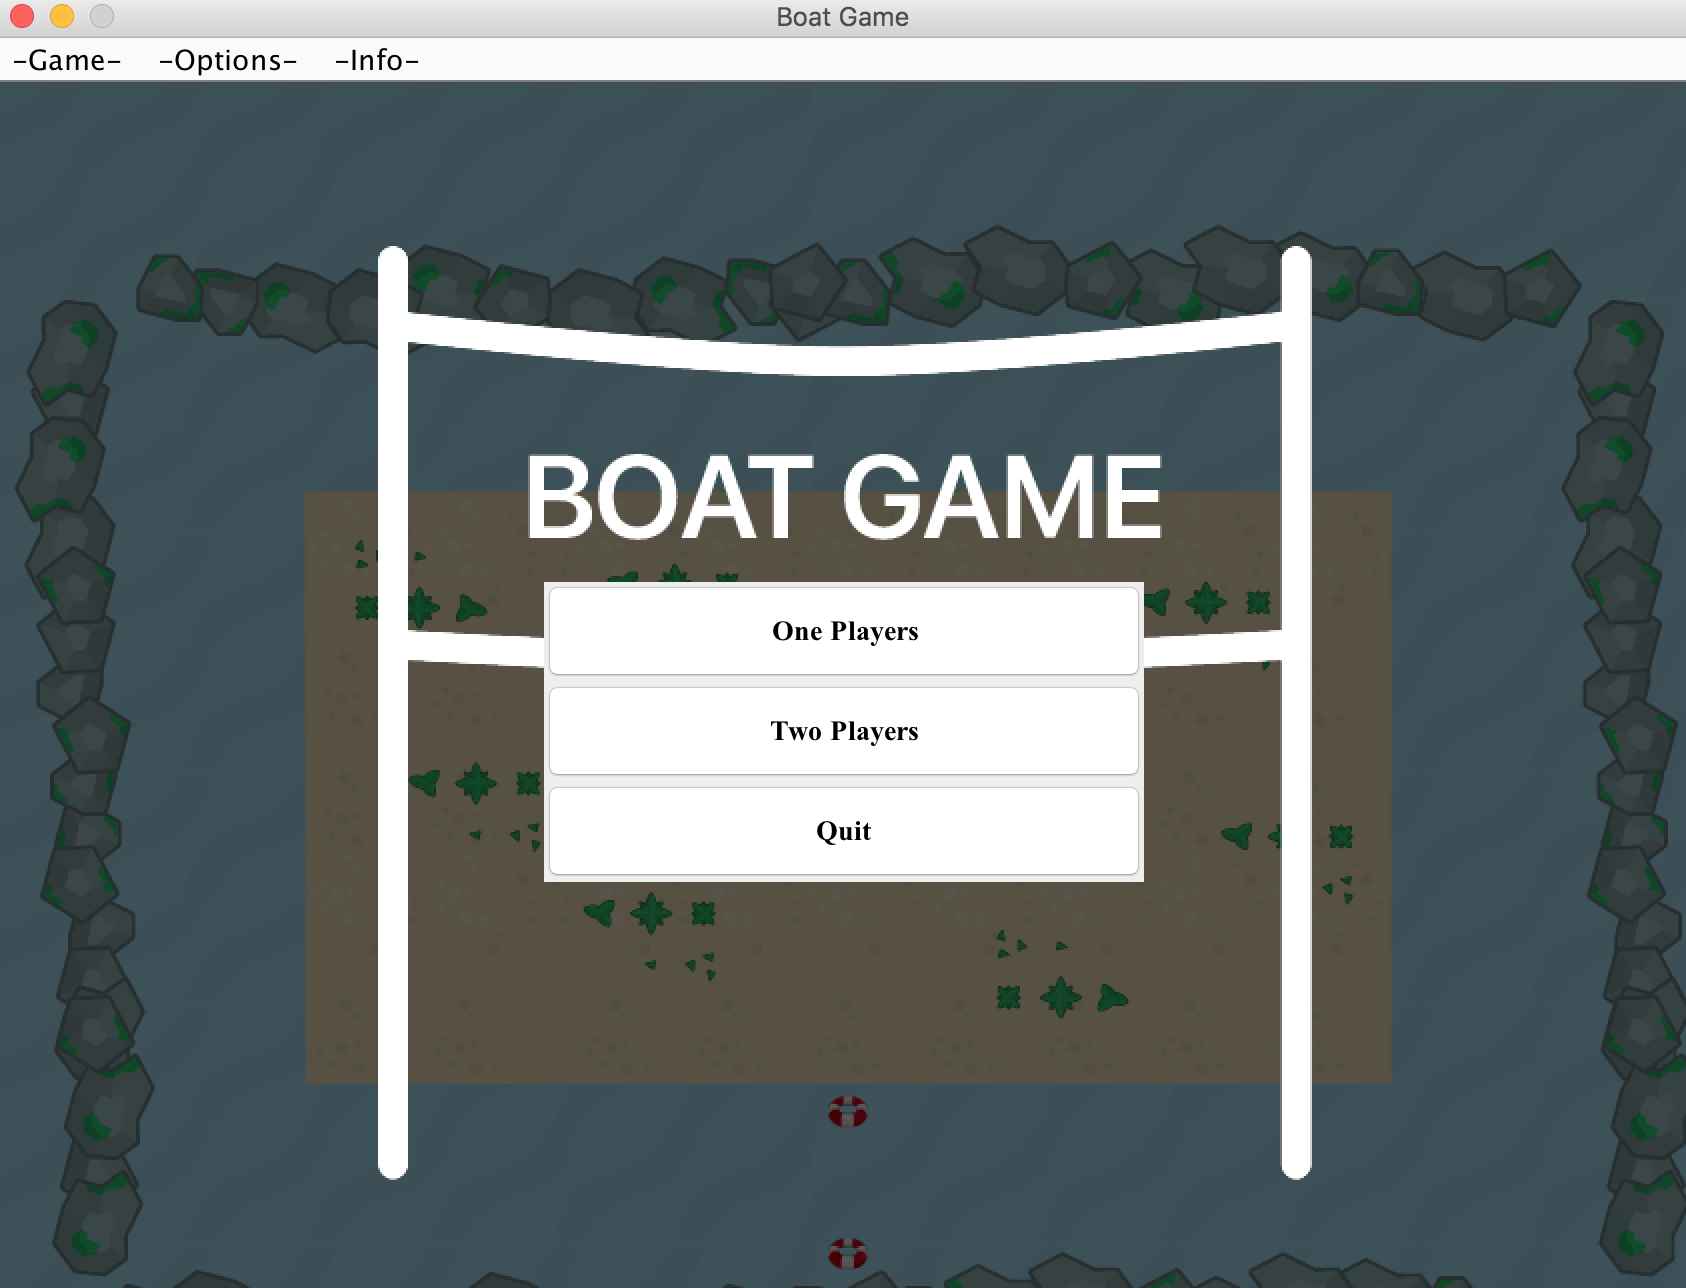 Boat Game
-Game- -Options- -Info-
BOAT GAME
One Players
Two Players
Quit